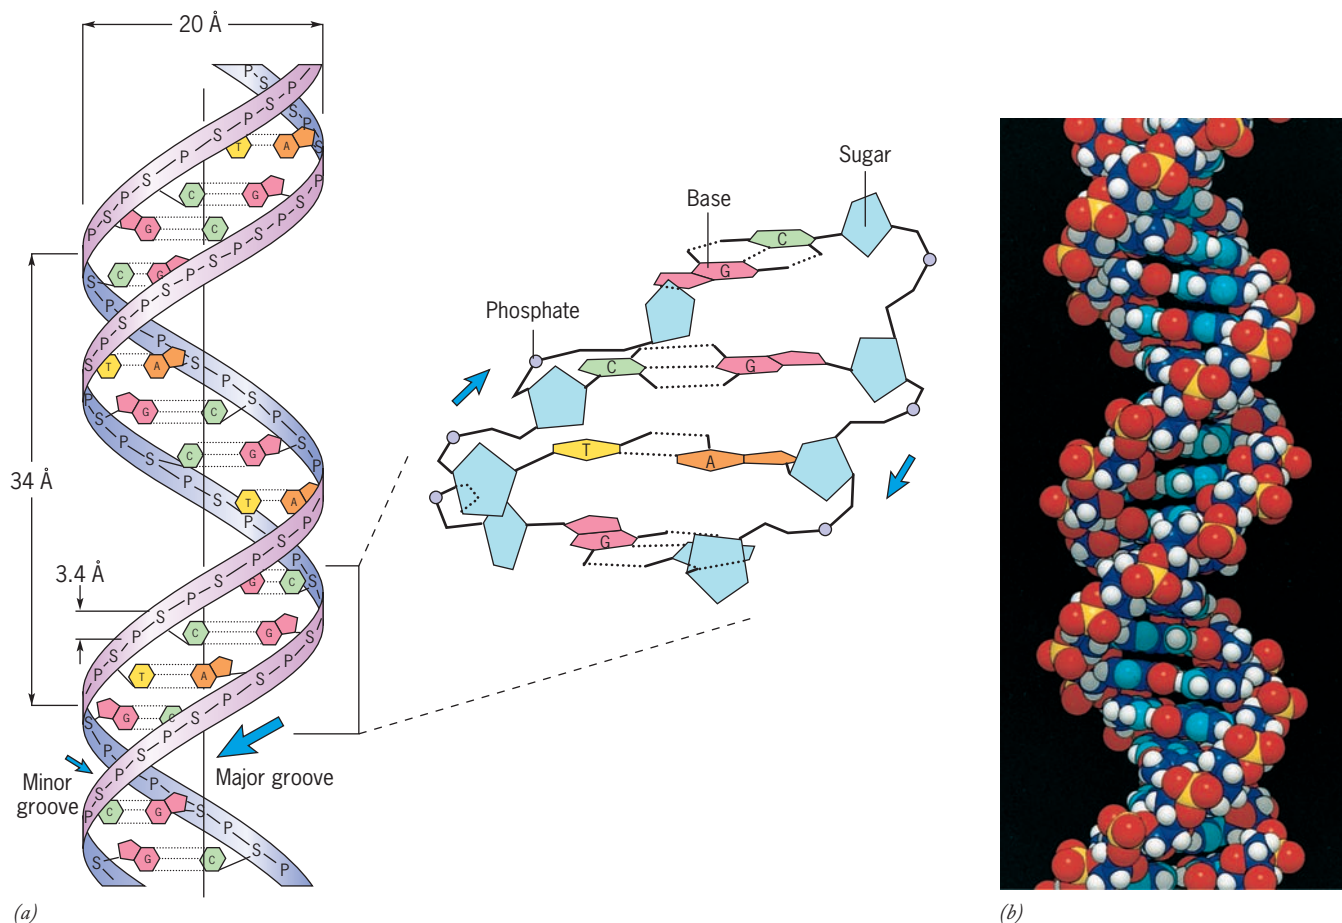 20 Å
T A
C G
G C
C G
T A
G C
C G
T A
G C
C G
T A
G C
C G
G C
34 Å
3.4 Å
Minor
groove
Major groove
Sugar
Base
C
G
Phosphate
C G
T A
G
(a)
(b)